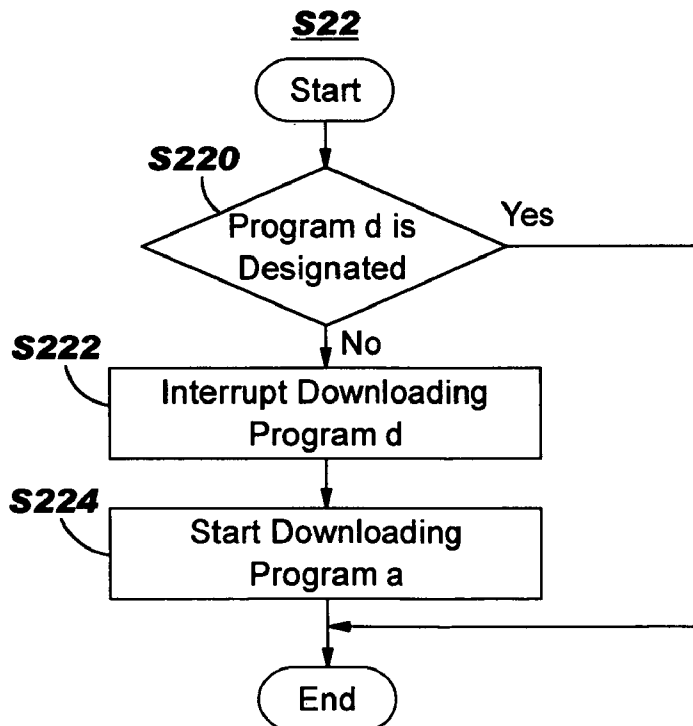 S22
Start
S220
Program d is
Designated
Yes
No
S222
Interrupt Downloading
Program d
S224
Start Downloading
Program a
End